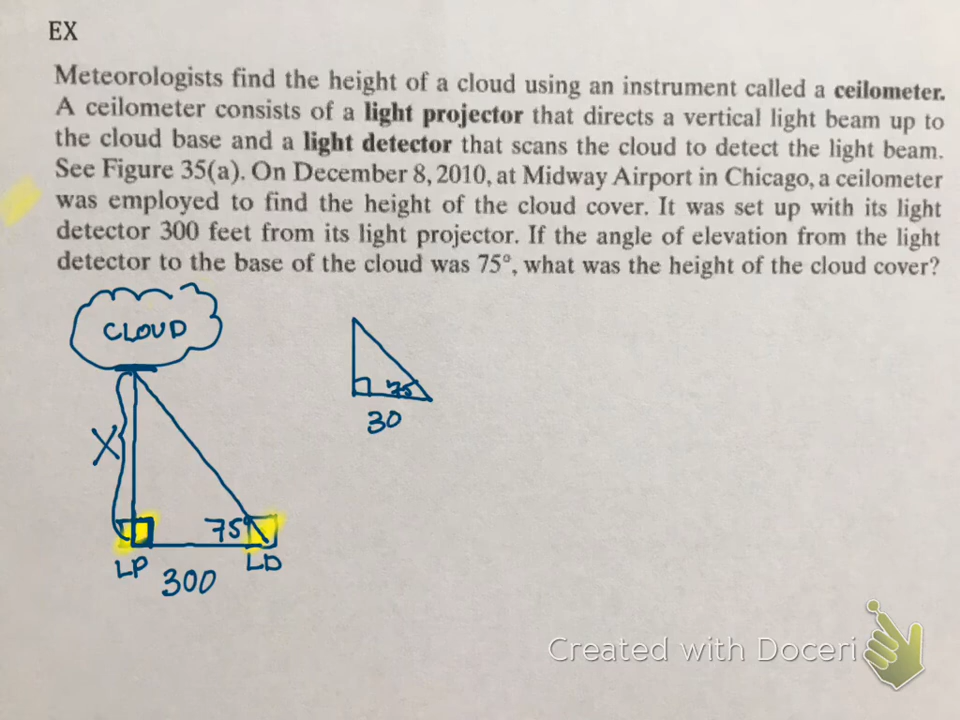 EX
Meteorologists find the height of a cloud using an instrument called a ceilometer.
A ceilometer consists of a light projector that directs a vertical light beam up to
the cloud base and a light detector that scans the cloud to detect the light beam.
See Figure 35(a). On December 8, 2010, at Midway Airport in Chicago, a ceilometer
was employed to find the height of the cloud cover. It was set up with its light
detector 300 feet from its light projector. If the angle of elevation from the light
detector to the base of the cloud was 75°, what was the height of the cloud cover?
CLOUD
75
30
X
75°
LP
LD
300
Created with Doceri